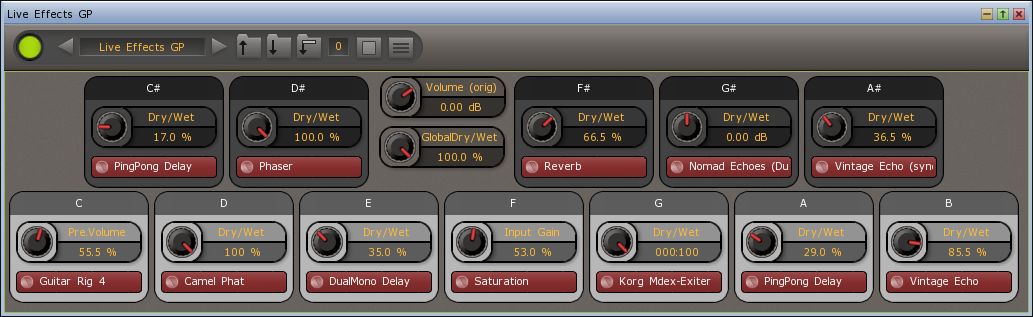 Live Effects GP
Live Effects GP 0
C#
Dry/Wet
17.0 %
PingPong Delay
D#
Dry/Wet
100.0 %
Phaser
Volume (orig)
0.00 dB
GlobalDry/Wet
100.0 %
F#
Dry/Wet
66.5 %
Reverb
G#
Dry/Wet
0.00 dB
Nomad Echoes (Du
A#
Dry/Wet
36.5 %
Vintage Echo (syn
C
Pre.Volume
55.5 %
Guitar Rig 4
D
Dry/Wet
100 %
Camel Phat
E
Dry/Wet
35.0 %
DualMono Delay
F
Input Gain
53.0 %
Saturation
G
Dry/Wet
000:100
Korg Mdex-Exiter
A
Dry/Wet
29.0 %
PingPong Delay
B
Dry/Wet
85.5 %
Vintage Echo